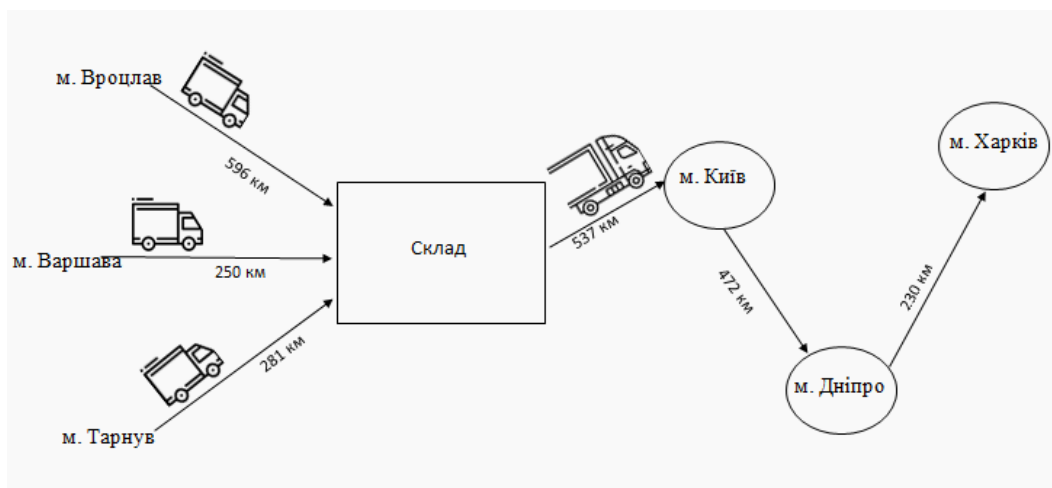 м. Вроцлав
596 км
м. Варшава
250 км
м. Тарнув
281 км
Склад
537 км
м. Київ
472 км
м. Дніпро
230 км
м. Харків